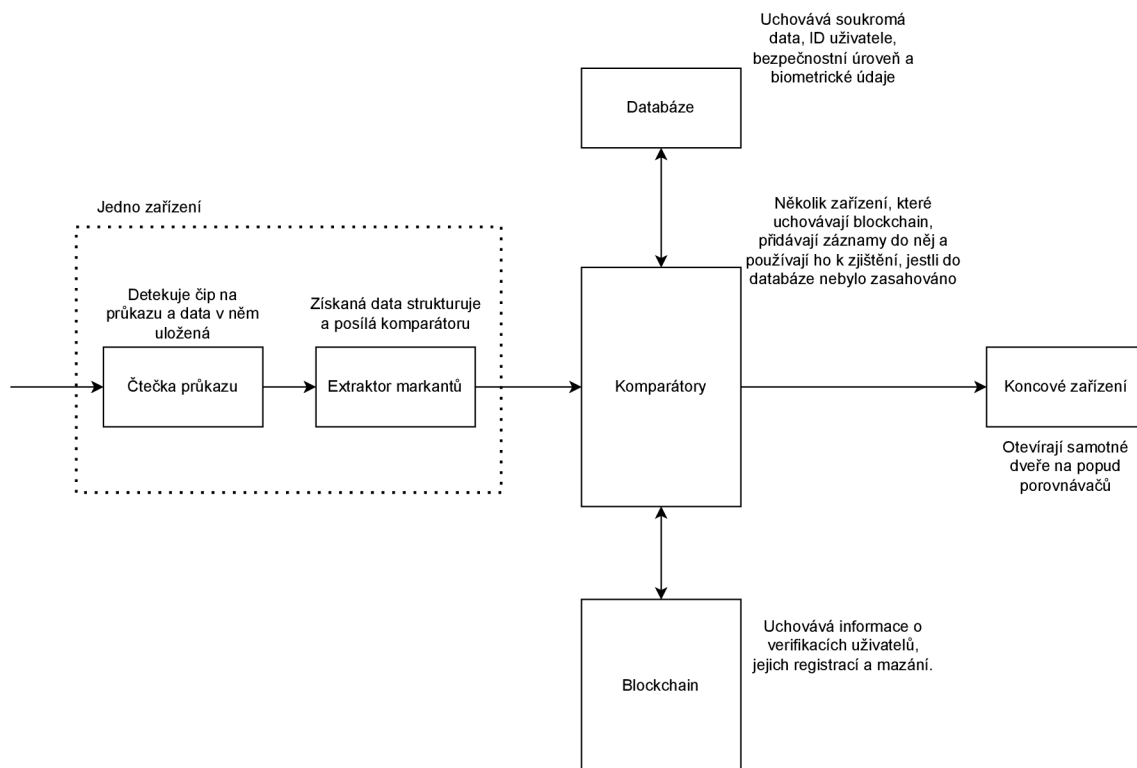 Uchovává soukromá
data, ID uživatele,
bezpečnostní úroveň a
biometrické údaje
Databáze
Několik zařízení, které
uchovávají blockchain,
přidávají záznamy do něj a
používají ho k zjištění, jestli do
databáze nebylo zasahováno
Jedno zařízení
Detekuje čip na
průkazu a data v něm
uložená
Získaná data strukturuje
a posílá komparátoru
Čtečka průkazu
Extraktor markantů
Komparátory
Koncové zařízení
Otevírají samotné
dveře na popud
porovnávačů
Uchovává informace o
verifikacích uživatelů,
jejich registrací a mazání.
Blockchain